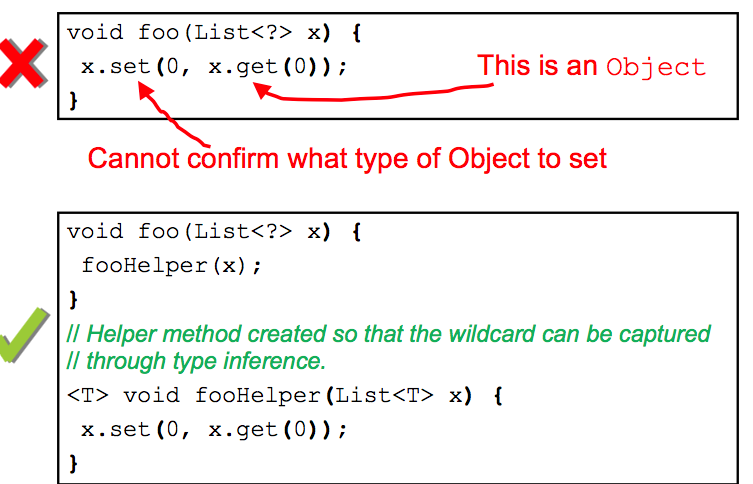 void foo(List<?> x) {
x.set(0, x.get(0));
This is an Object
}
Cannot confirm what type of Object to set
void foo(List<?> x) {
fooHelper(x);
}
// Helper method created so that the wildcard can be captured
// through type inference.
<T> void fooHelper(List<T> x) {
x.set(0, x.get(0));
}